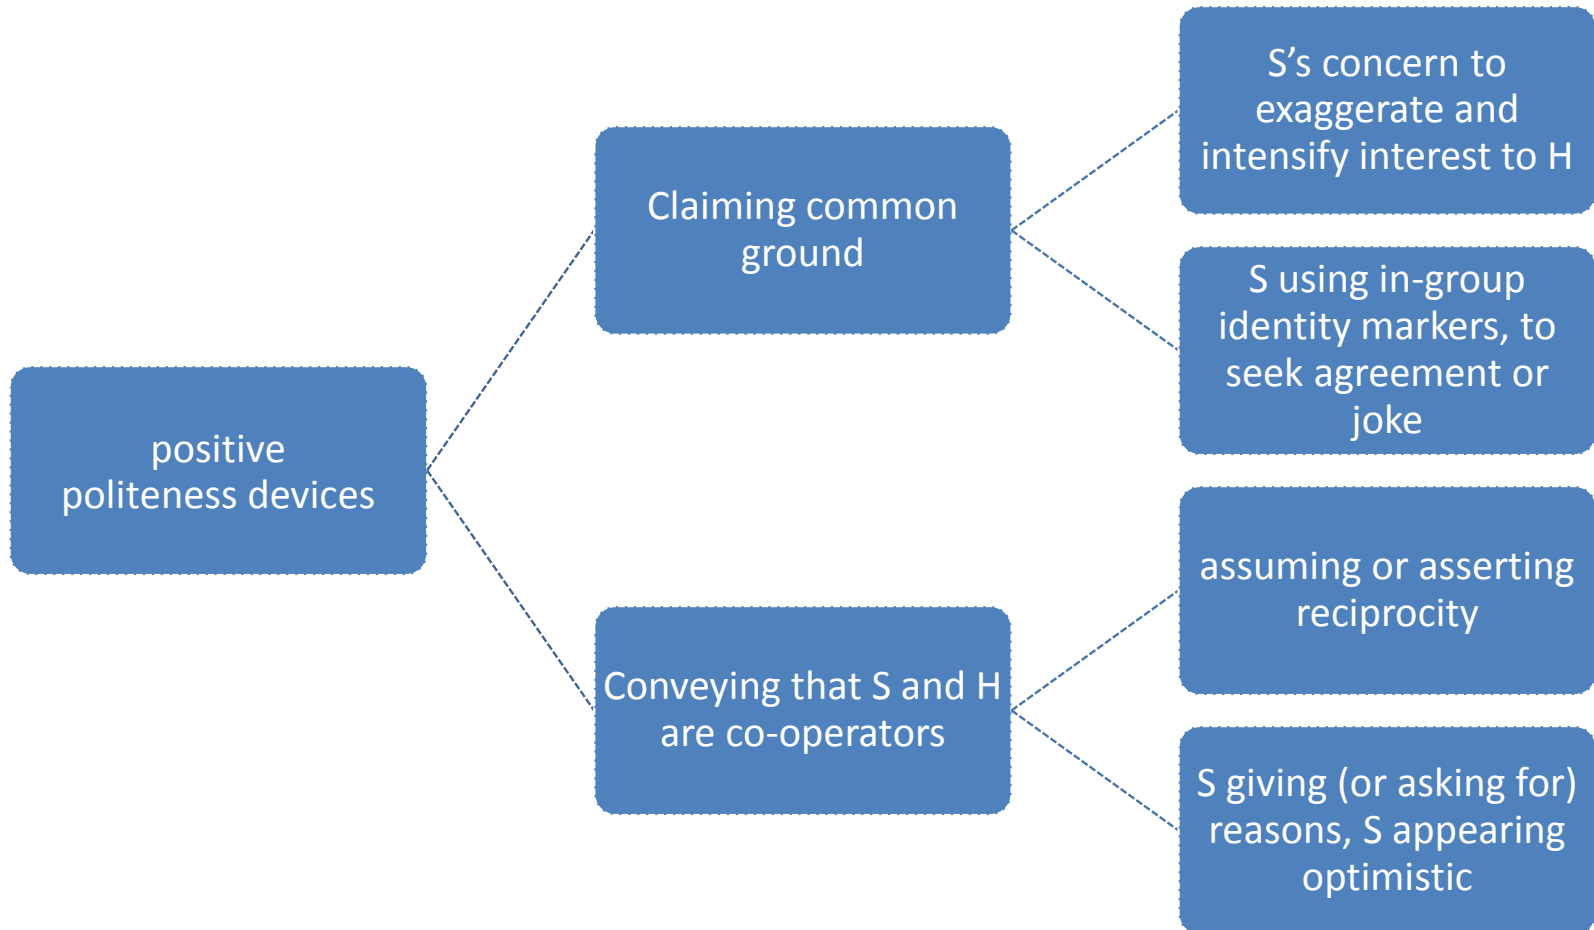 positive
politeness devices
Claiming common
ground
S’s concern to
exaggerate and
intensify interest to H
S using in-group
identity markers, to
seek agreement or
joke
Conveying that S and H
are co-operators
assuming or asserting
reciprocity
S giving (or asking for)
reasons, S appearing
optimistic